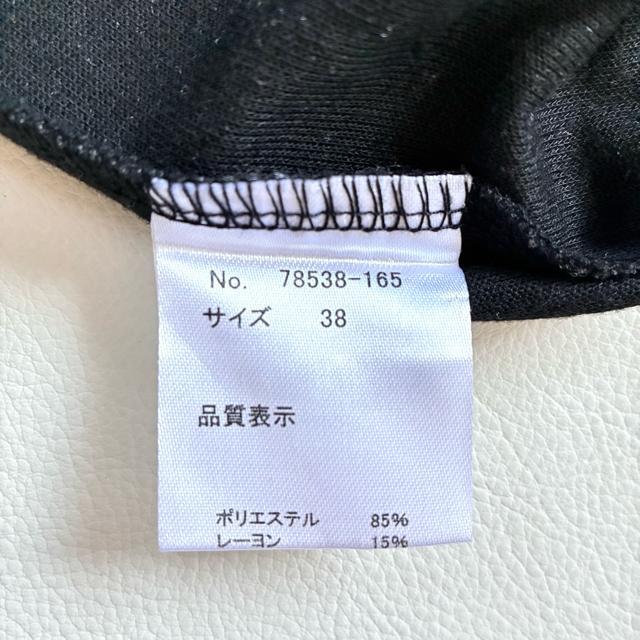 No. 78538-165
サイズ 38
品質表示
ポリエステル 85%
レーヨン 15%